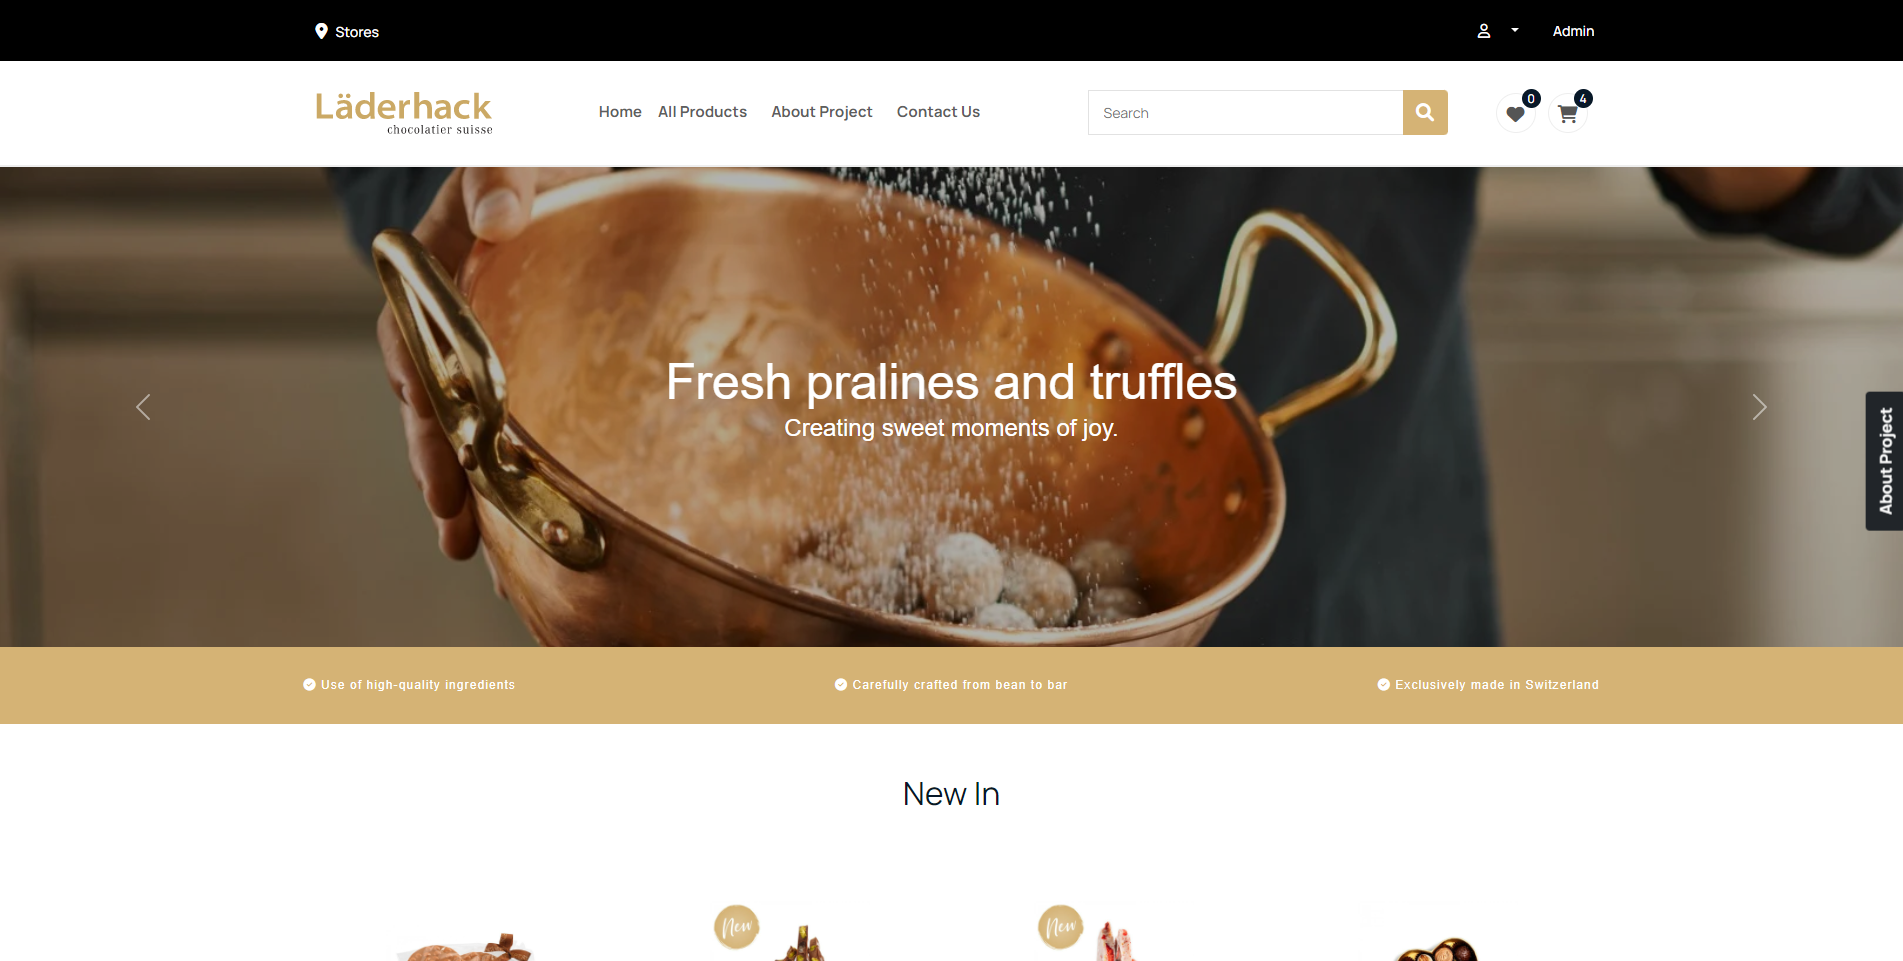 Stores
Admin
Läderhack
chocolatier suisse
Home All Products About Project Contact Us
Search
0
4
Fresh pralines and truffles
Creating sweet moments of joy.
About Project
Use of high-quality ingredients
Carefully crafted from bean to bar
Exclusively made in Switzerland
New In
New
New